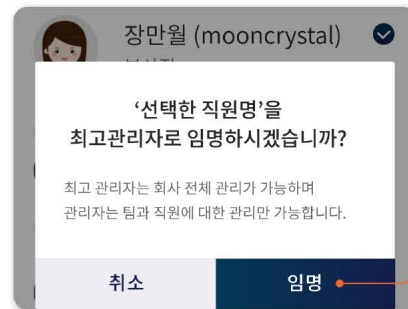 장만월 (mooncrystal)
‘선택한 직원명’을
최고관리자로 임명하시겠습니까?
최고 관리자는 회사 전체 관리가 가능하며
관리자는 팀과 직원에 대한 관리만 가능합니다.
취소
임명